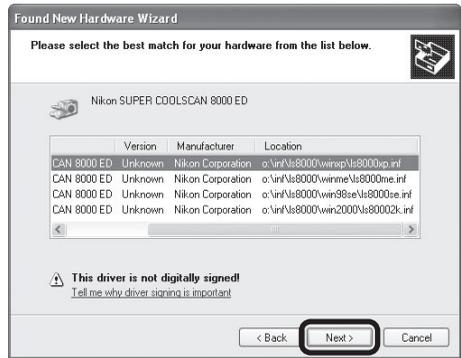 Found New Hardware Wizard
Please select the best match for your hardware from the list below.
Nikon SUPER COOLSCAN 8000 ED
Version Manufacturer Location
CAN 8000 ED Unknown Nikon Corporation o:\inf\ls8000\winxp\ls8000xp.inf
CAN 8000 ED Unknown Nikon Corporation o:\inf\ls8000\winme\ls8000me.inf
CAN 8000 ED Unknown Nikon Corporation o:\inf\ls8000\win98se\ls8000se.inf
CAN 8000 ED Unknown Nikon Corporation o:\inf\ls8000\win2000\ls80002k.inf
This driver is not digitally signed!
Tell me why driver signing is important
< Back Next > Cancel